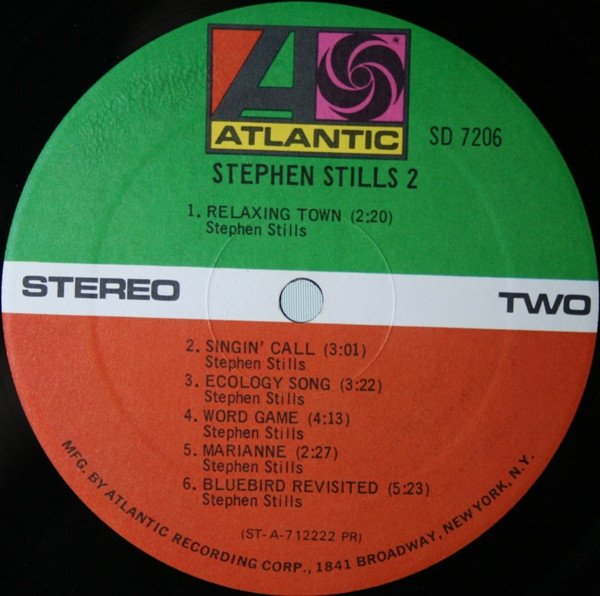 ATLANTIC
SD 7206
STEPHEN STILLS 2
1. RELAXING TOWN (2:20)
Stephen Stills
STEREO
TWO
2. SINGIN' CALL (3:01)
Stephen Stills
3. ECOLOGY SONG (3:22)
Stephen Stills
4. WORD GAME (4:13)
Stephen Stills
5. MARIANNE (2:27)
Stephen Stills
6. BLUEBIRD REVISITED (5:23)
Stephen Stills
(ST-A-712222 PR)
MFG. BY ATLANTIC RECORDING CORP., 1841 BROADWAY, NEW YORK, N.Y.